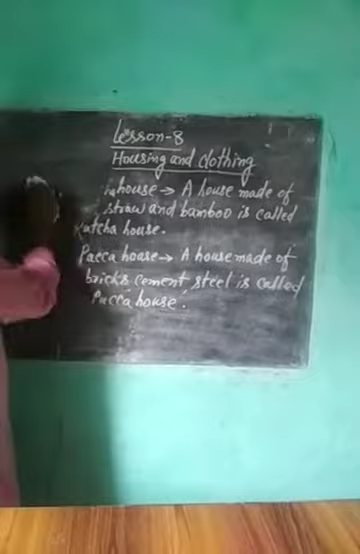 Lesson-8
Housing and clothing
house → A house made of
straw and bamboo is called
Katcha house.
Pacca house → A house made of
bricks cement, steel is called
Pacca house.